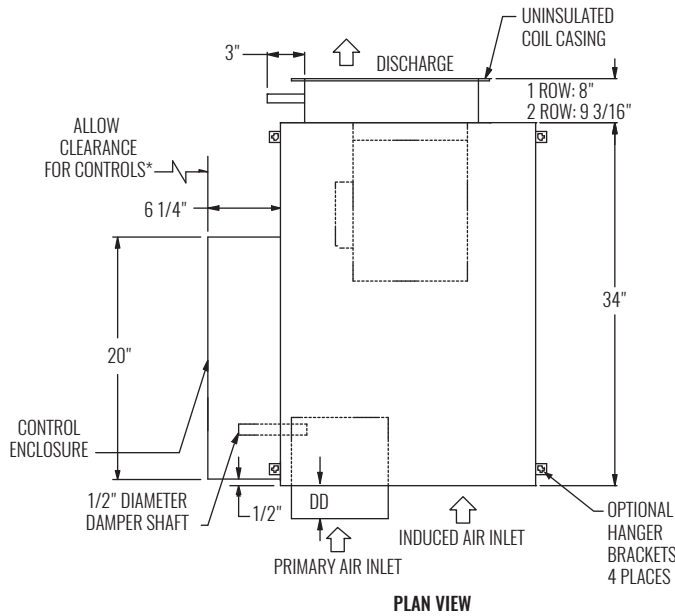 UNINSULATED
COIL CASING
3"
DISCHARGE
1 ROW: 8"
2 ROW: 9 3/16"
ALLOW
CLEARANCE
FOR CONTROLS*
6 1/4"
34"
20"
CONTROL
ENCLOSURE
1/2" DIAMETER
DAMPER SHAFT
1/2"
DD
INDUCED AIR INLET
PRIMARY AIR INLET
OPTIONAL
HANGER
BRACKETS
4 PLACES
PLAN VIEW